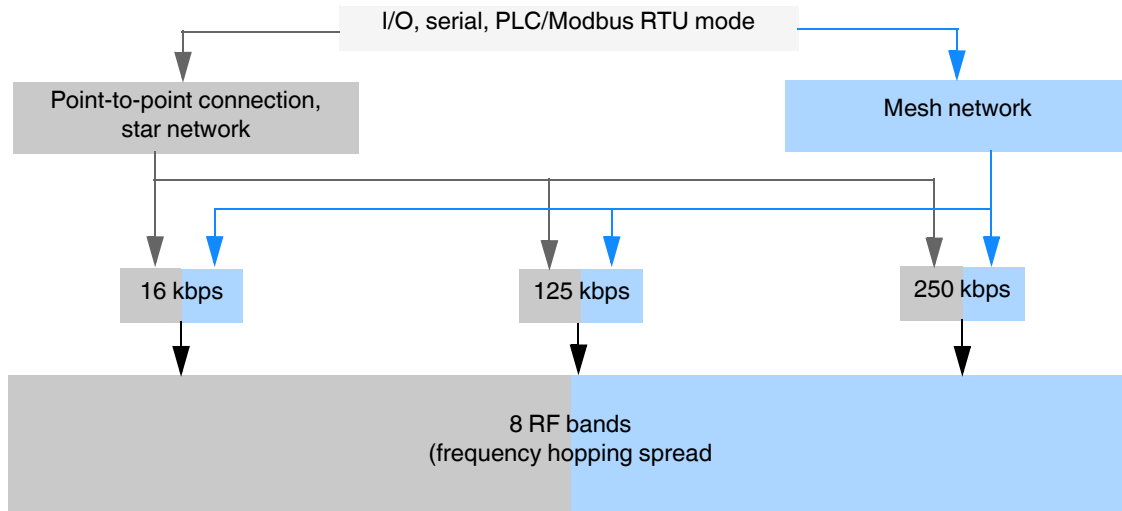 I/O, serial, PLC/Modbus RTU mode
Point-to-point connection,
star network
Mesh network
16 kbps
125 kbps
250 kbps
8 RF bands
(frequency hopping spread